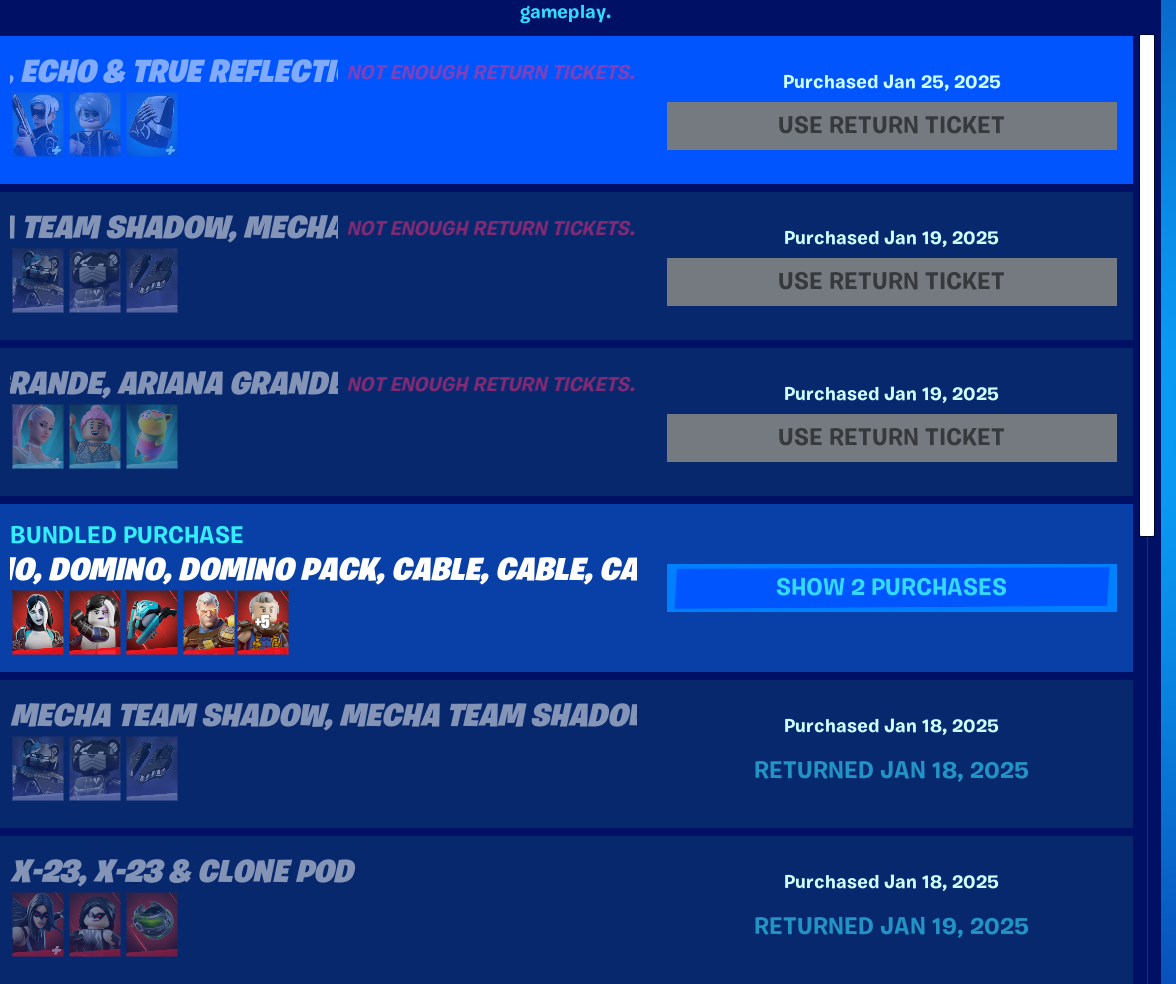 gameplay.
, ECHO & TRUE REFLECTI
NOT ENOUGH RETURN TICKETS.
Purchased Jan 25, 2025
USE RETURN TICKET
TEAM SHADOW, MECHA
NOT ENOUGH RETURN TICKETS.
Purchased Jan 19, 2025
USE RETURN TICKET
RANDE, ARIANA GRANDE
NOT ENOUGH RETURN TICKETS.
Purchased Jan 19, 2025
USE RETURN TICKET
BUNDLED PURCHASE
O, DOMINO, DOMINO PACK, CABLE, CABLE, CA
+5
SHOW 2 PURCHASES
MECHA TEAM SHADOW, MECHA TEAM SHADO
Purchased Jan 18, 2025
RETURNED JAN 18, 2025
X-23, X-23 & CLONE POD
Purchased Jan 18, 2025
RETURNED JAN 19, 2025